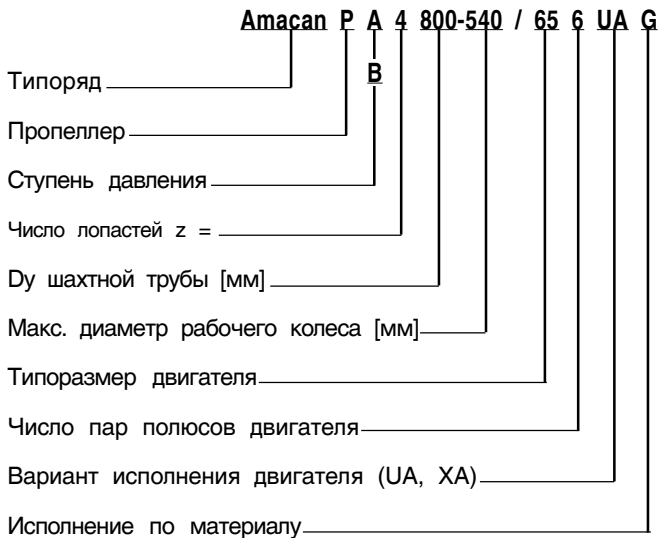 Amacan P A 4 800-540 / 65 6 UA G
B
Типоряд
Пропеллер
Ступень давления
Число лопастей z =
Dy шахтной трубы [мм]
Макс. диаметр рабочего колеса [мм]
Типоразмер двигателя
Число пар полюсов двигателя
Вариант исполнения двигателя (UA, XA)
Исполнение по материалу